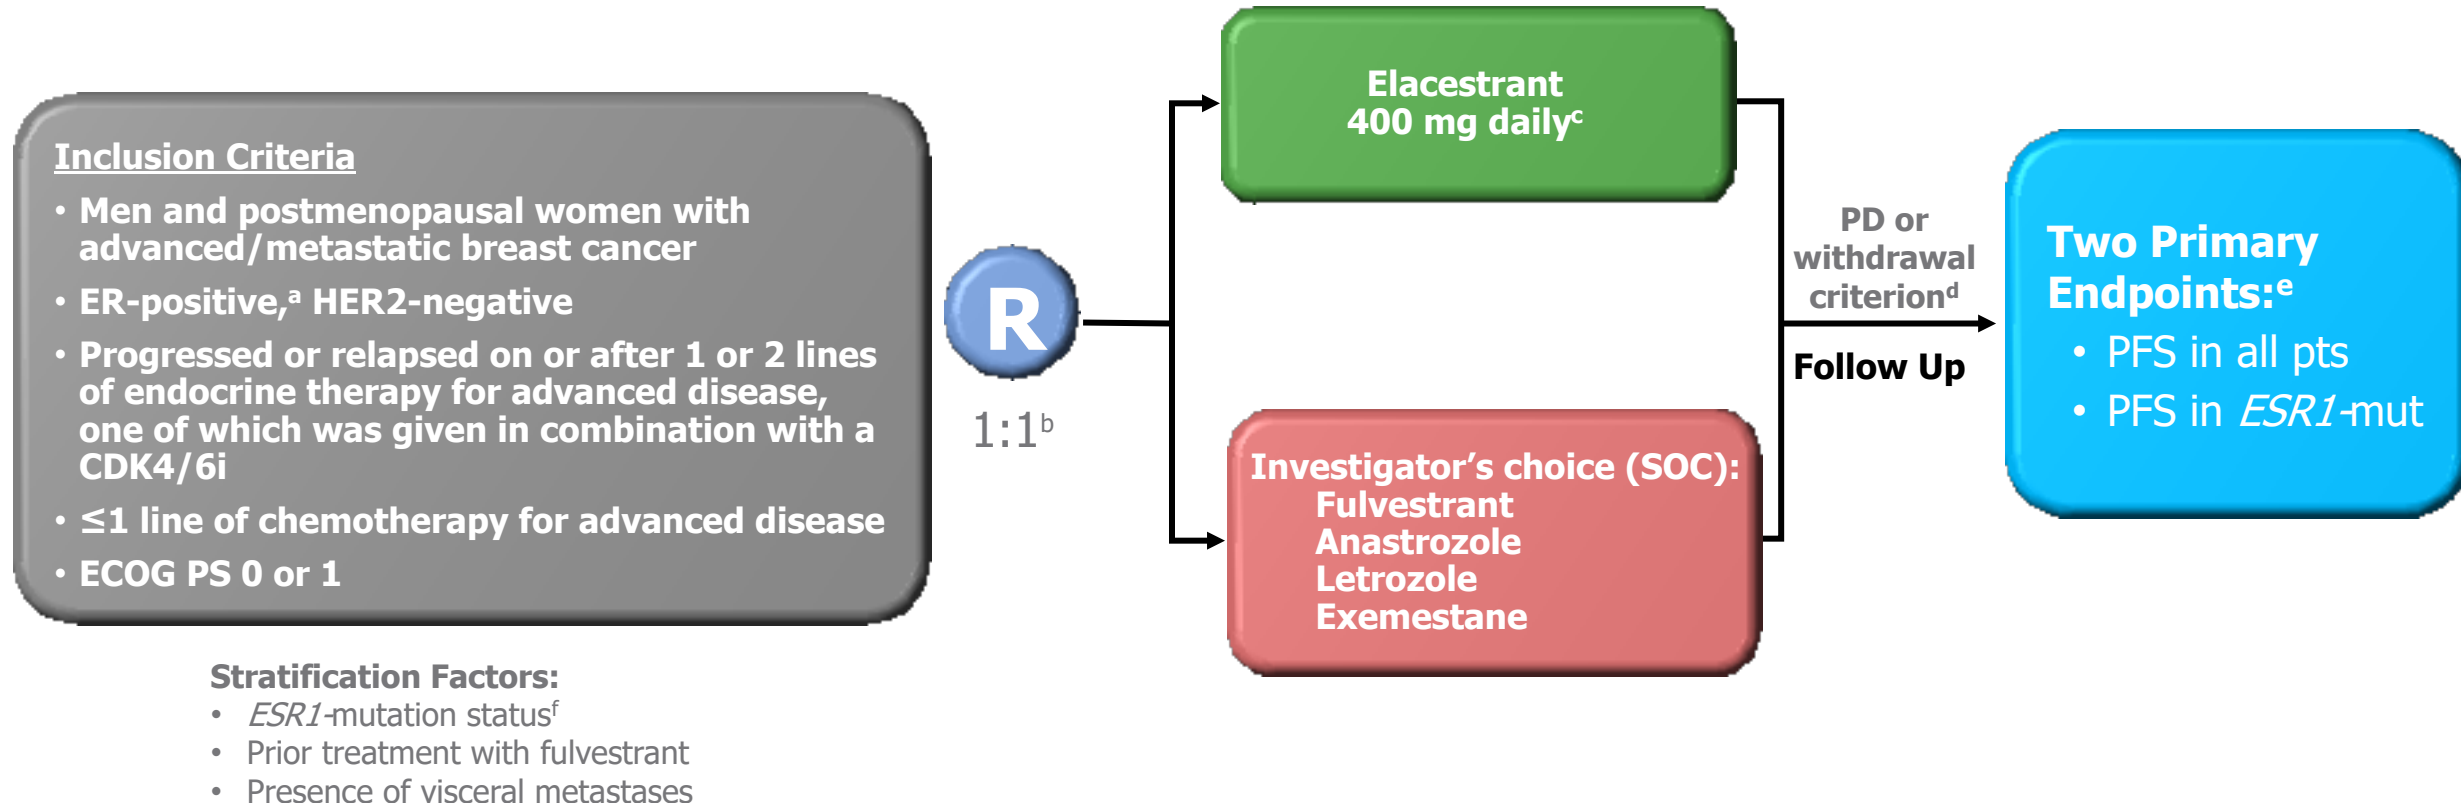 Inclusion Criteria
• Men and postmenopausal women with
advanced/metastatic breast cancer
• ER-positive,ᵃ HER2-negative
• Progressed or relapsed on or after 1 or 2 lines
of endocrine therapy for advanced disease,
one of which was given in combination with a
CDK4/6i
• ≤1 line of chemotherapy for advanced disease
• ECOG PS 0 or 1
Stratification Factors:
• ESR1-mutation statusᶠ
• Prior treatment with fulvestrant
• Presence of visceral metastases
R
1:1ᵇ
Elacestrant
400 mg dailyᶜ
Investigator’s choice (SOC):
Fulvestrant
Anastrozole
Letrozole
Exemestane
PD or
withdrawal
criterionᵈ
Follow Up
Two Primary
Endpoints:ᵉ
• PFS in all pts
• PFS in ESR1-mut